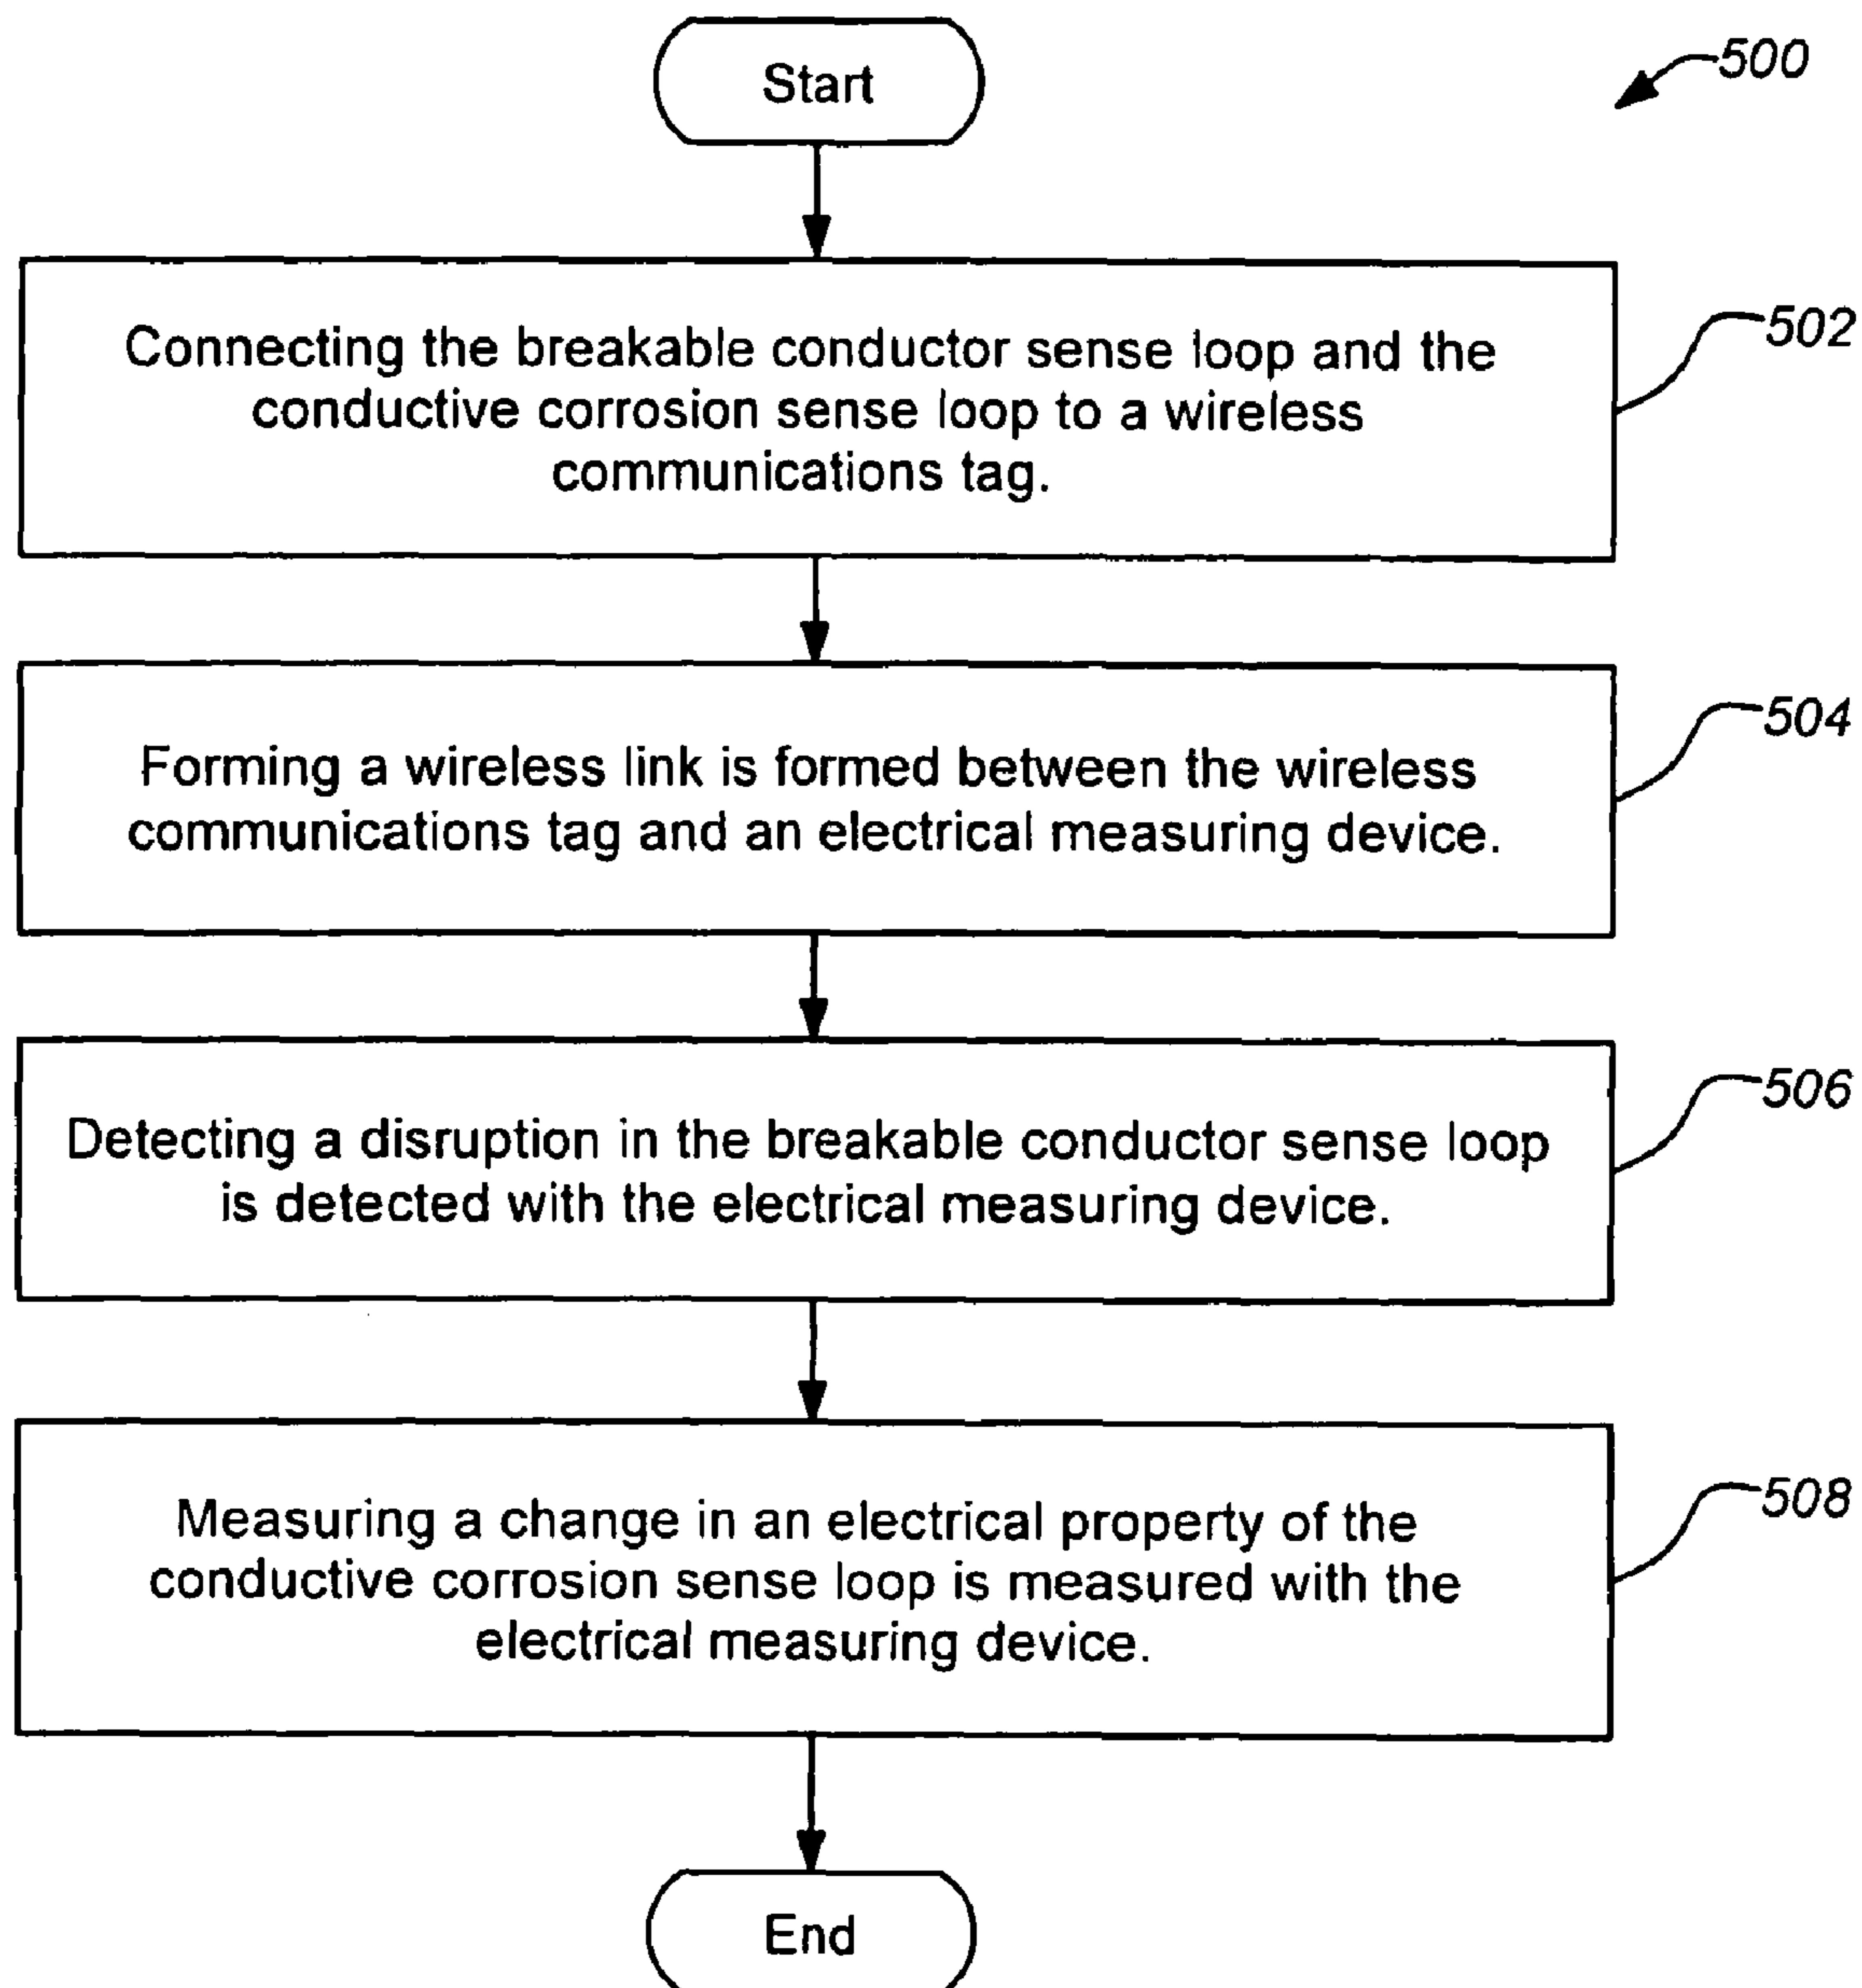 Start
500
Connecting the breakable conductor sense loop and the
conductive corrosion sense loop to a wireless
communications tag.
502
Forming a wireless link is formed between the wireless
communications tag and an electrical measuring device.
504
Detecting a disruption in the breakable conductor sense loop
is detected with the electrical measuring device.
506
Measuring a change in an electrical property of the
conductive corrosion sense loop is measured with the
electrical measuring device.
508
End